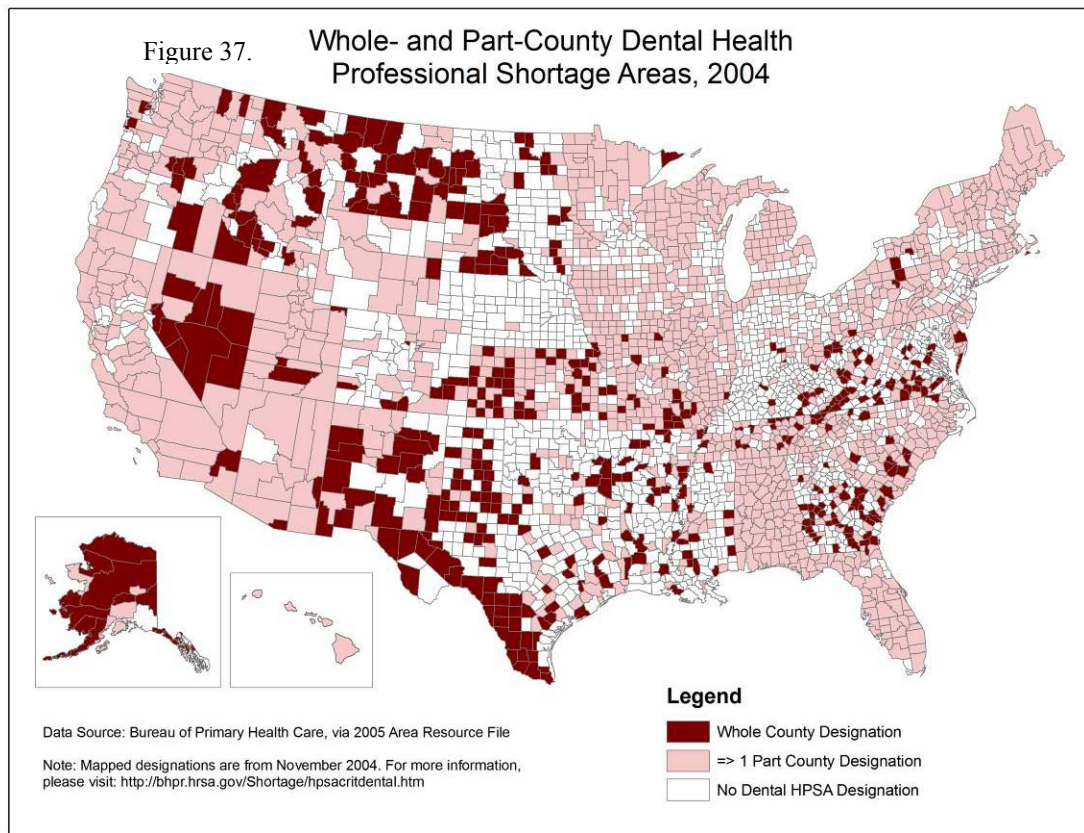 Figure 37.
Whole- and Part-County Dental Health
Professional Shortage Areas, 2004
Legend
Whole County Designation
=> 1 Part County Designation
No Dental HPSA Designation
Data Source: Bureau of Primary Health Care, via 2005 Area Resource File
Note: Mapped designations are from November 2004. For more information,
please visit: http://bhpr.hrsa.gov/Shortage/hpsacritdental.htm